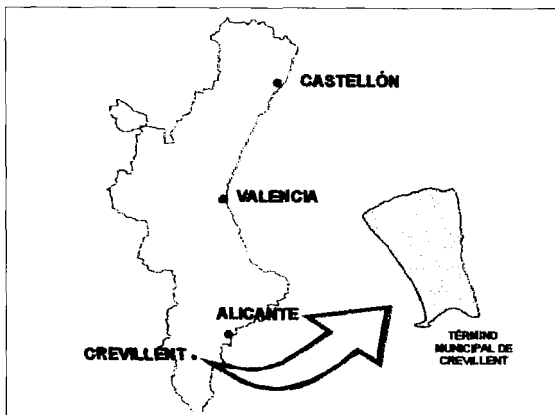 CASTELLÓN
VALENCIA
ALICANTE
CREVILLENT
TÉRMINO
MUNICIPAL DE
CREVILLENT